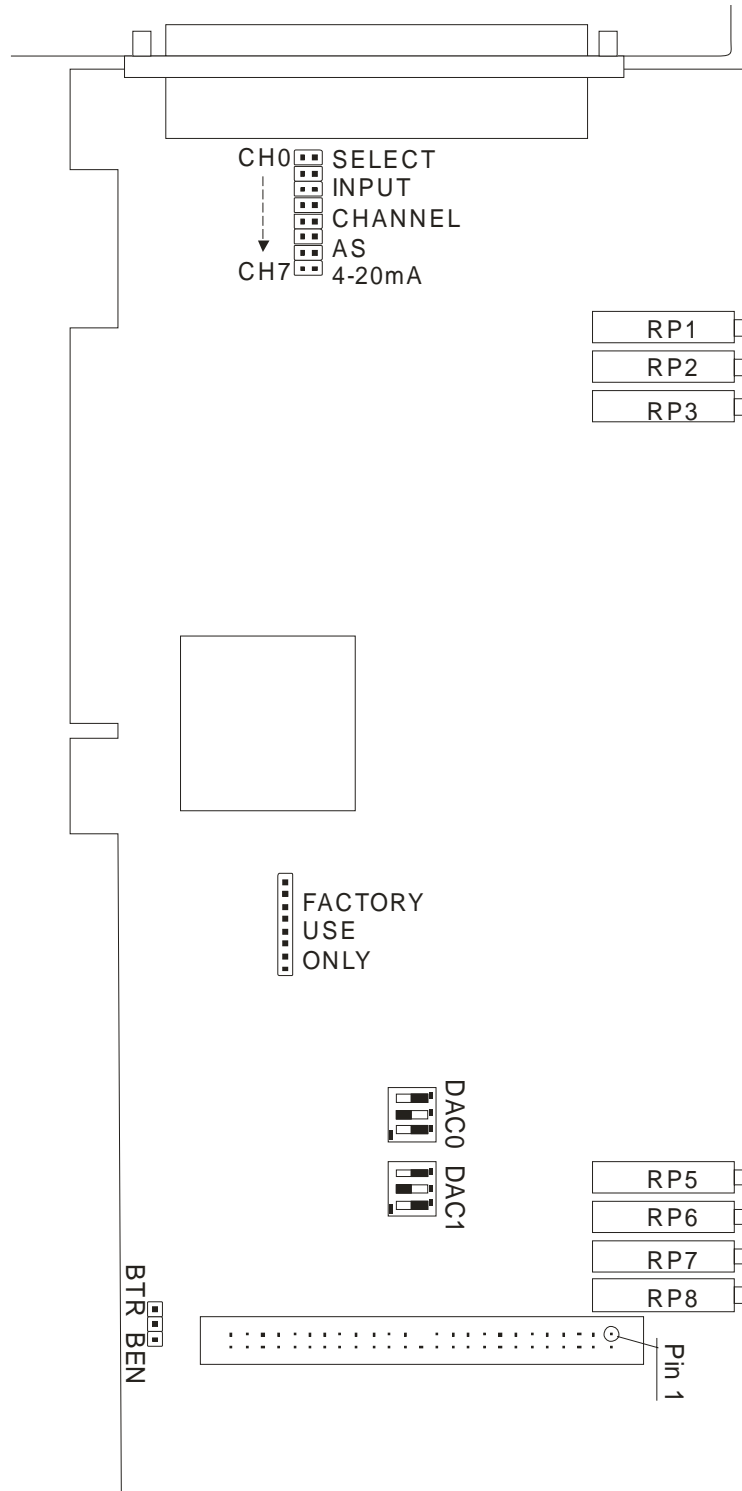 CH0
SELECT
INPUT
CHANNEL
AS
CH7
4-20mA
RP1
RP2
RP3
FACTORY
USE
ONLY
DAC0
DAC1
RP5
RP6
RP7
RP8
BTR BEN
Pin 1